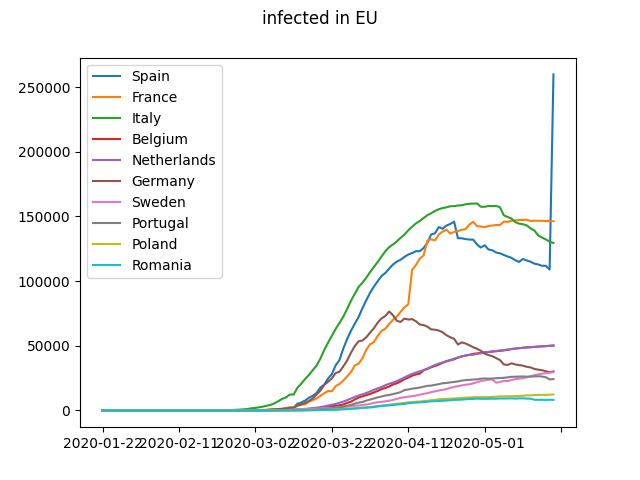 infected in EU
250000
200000
150000
100000
50000
0
Spain
France
Italy
Belgium
Netherlands
Germany
Sweden
Portugal
Poland
Romania
2020-01-22 2020-02-11 2020-03-02 2020-03-22 2020-04-11 2020-05-01